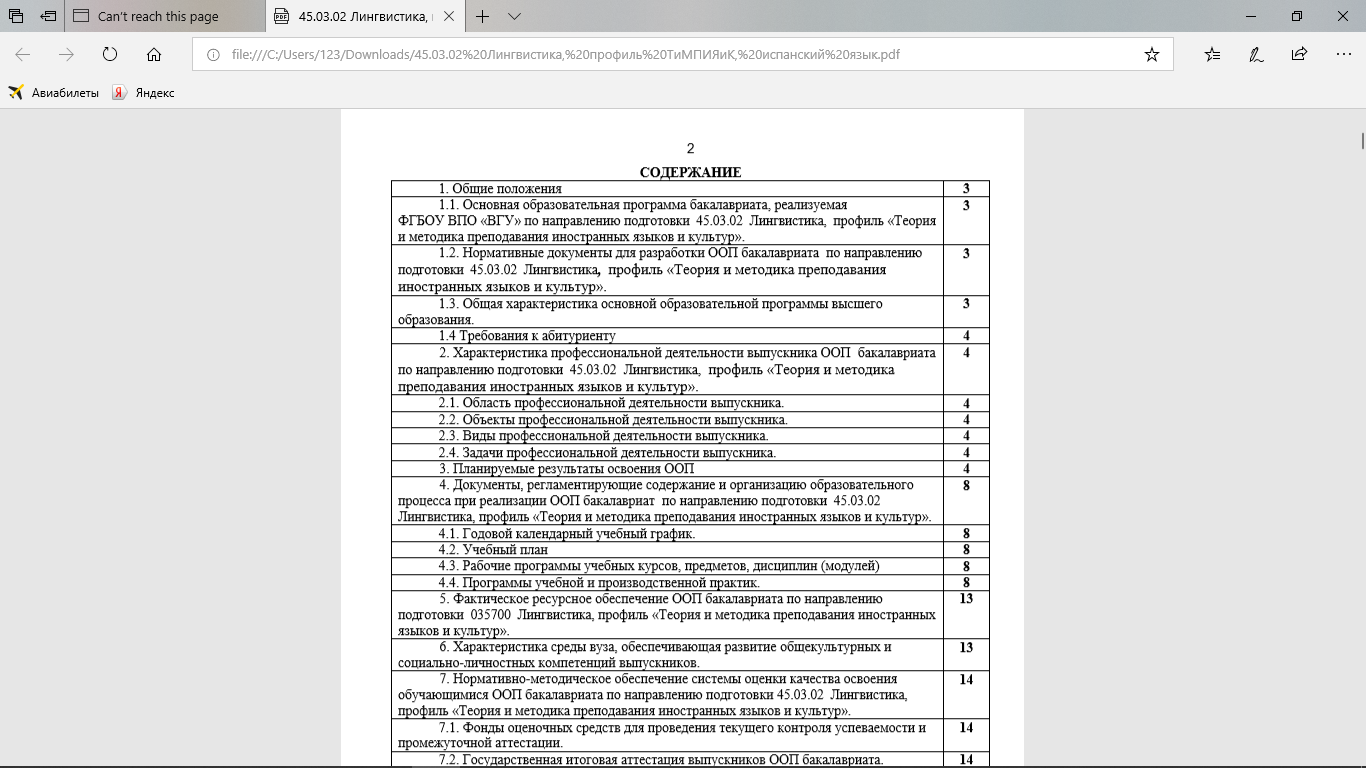 Can't reach this page
45.03.02 Лингвистика,
file:///C:/Users/123/Downloads/45.03.02%20Лингвистика,%20профиль%20ТиМПИЯиК,%20испанский%20язык.pdf
Авиабилеты Яндекс
2
СОДЕРЖАНИЕ
1. Общие положения 3
1.1. Основная образовательная программа бакалавриата, реализуемая 3
ФГБОУ ВПО «ВГУ» по направлению подготовки 45.03.02 Лингвистика, профиль «Теория
и методика преподавания иностранных языков и культур».
1.2. Нормативные документы для разработки ООП бакалавриата по направлению 3
подготовки 45.03.02 Лингвистика, профиль «Теория и методика преподавания
иностранных языков и культур».
1.3. Общая характеристика основной образовательной программы высшего 3
образования.
1.4 Требования к абитуриенту 4
2. Характеристика профессиональной деятельности выпускника ООП бакалавриата 4
по направлению подготовки 45.03.02 Лингвистика, профиль «Теория и методика
преподавания иностранных языков и культур».
2.1. Область профессиональной деятельности выпускника. 4
2.2. Объекты профессиональной деятельности выпускника. 4
2.3. Виды профессиональной деятельности выпускника. 4
2.4. Задачи профессиональной деятельности выпускника. 4
3. Планируемые результаты освоения ООП 4
4. Документы, регламентирующие содержание и организацию образовательного 8
процесса при реализации ООП бакалавриат по направлению подготовки 45.03.02
Лингвистика, профиль «Теория и методика преподавания иностранных языков и культур».
4.1. Годовой календарный учебный график. 8
4.2. Учебный план 8
4.3. Рабочие программы учебных курсов, предметов, дисциплин (модулей) 8
4.4. Программы учебной и производственной практик. 8
5. Фактическое ресурсное обеспечение ООП бакалавриата по направлению 13
подготовки 035700 Лингвистика, профиль «Теория и методика преподавания иностранных
языков и культур».
6. Характеристика среды вуза, обеспечивающая развитие общекультурных и 13
социально-личностных компетенций выпускников.
7. Нормативно-методическое обеспечение системы оценки качества освоения 14
обучающимися ООП бакалавриата по направлению подготовки 45.03.02 Лингвистика,
профиль «Теория и методика преподавания иностранных языков и культур».
7.1. Фонды оценочных средств для проведения текущего контроля успеваемости и 14
промежуточной аттестации.
7.2. Государственная итоговая аттестация выпускников ООП бакалавриата. 14